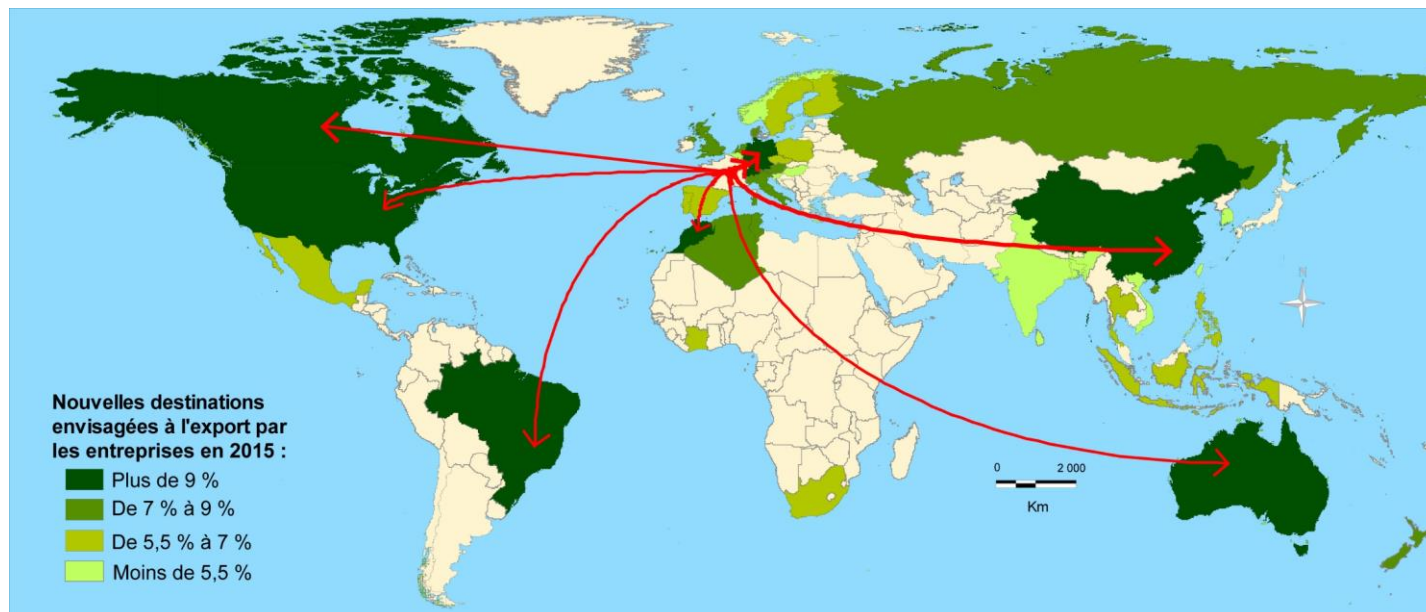 N
Nouvelles destinations
envisagées à l'export par
les entreprises en 2015 :
Plus de 9 %
De 7 % à 9 %
De 5,5 % à 7 %
Moins de 5,5 %
0 2 000
Km